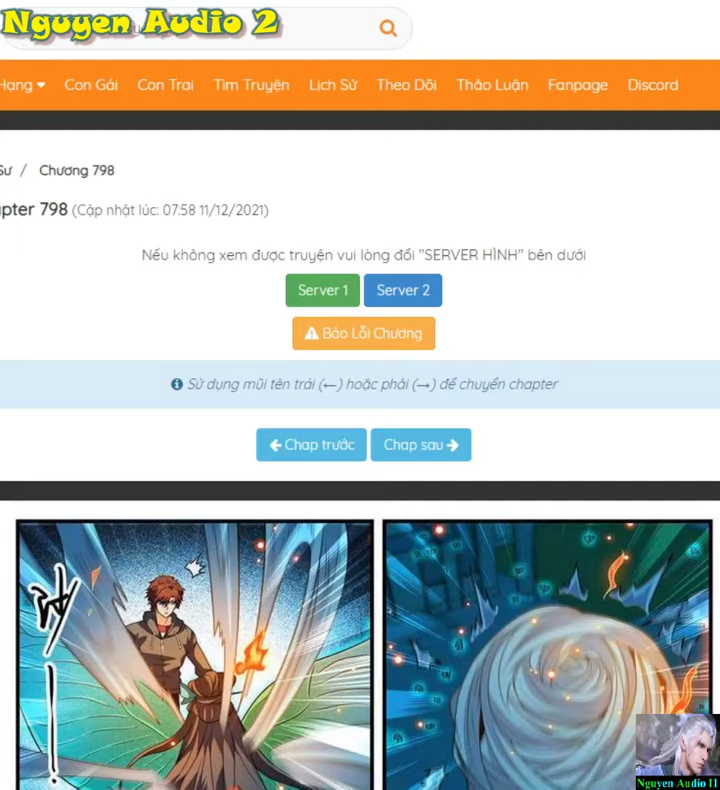 Nguyen Audio 2
Hạng
Con Gái
Con Trai
Tìm Truyện
Lịch Sử
Theo Dõi
Thảo Luận
Fanpage
Discord
Sư / Chương 798
pter 798 (Cập nhật lúc: 07:58 11/12/2021)
Nếu không xem được truyện vui lòng đổi "SERVER HÌNH" bên dưới
Server 1
Server 2
Báo Lỗi Chương
Sử dụng mũi tên trái (←) hoặc phải (→) để chuyển chapter
← Chap trước
Chap sau →
Nguyen Audio II